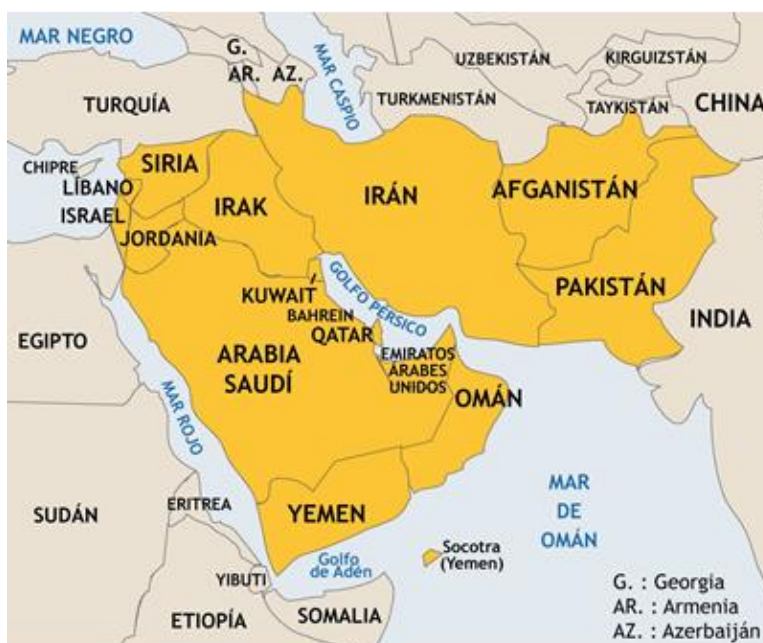 MAR NEGRO
G.
AR. AZ.
MAR CASPIO
UZBEKISTÁN
KIRGUIZSTÁN
TURQUÍA
TURKMENISTÁN
TAYKISTÁN
CHINA
CHIPRE
SIRIA
LÍBANO
ISRAEL
IRAK
IRÁN
AFGANISTÁN
JORDANIA
KUWAIT
GOLFO PÉRSICO
PAKISTÁN
BAHREIN
QATAR
INDIA
EGIPTO
ARABIA
SAUDÍ
EMIRATOS
ÁRABES
UNIDOS
OMÁN
MAR ROJO
SUDÁN
ERITREA
YEMEN
MAR
DE
OMÁN
Golfo
de Adén
Socotra
(Yemen)
YIBUTI
ETIOPÍA
SOMALIA
G. : Georgia
AR. : Armenia
AZ. : Azerbaiján